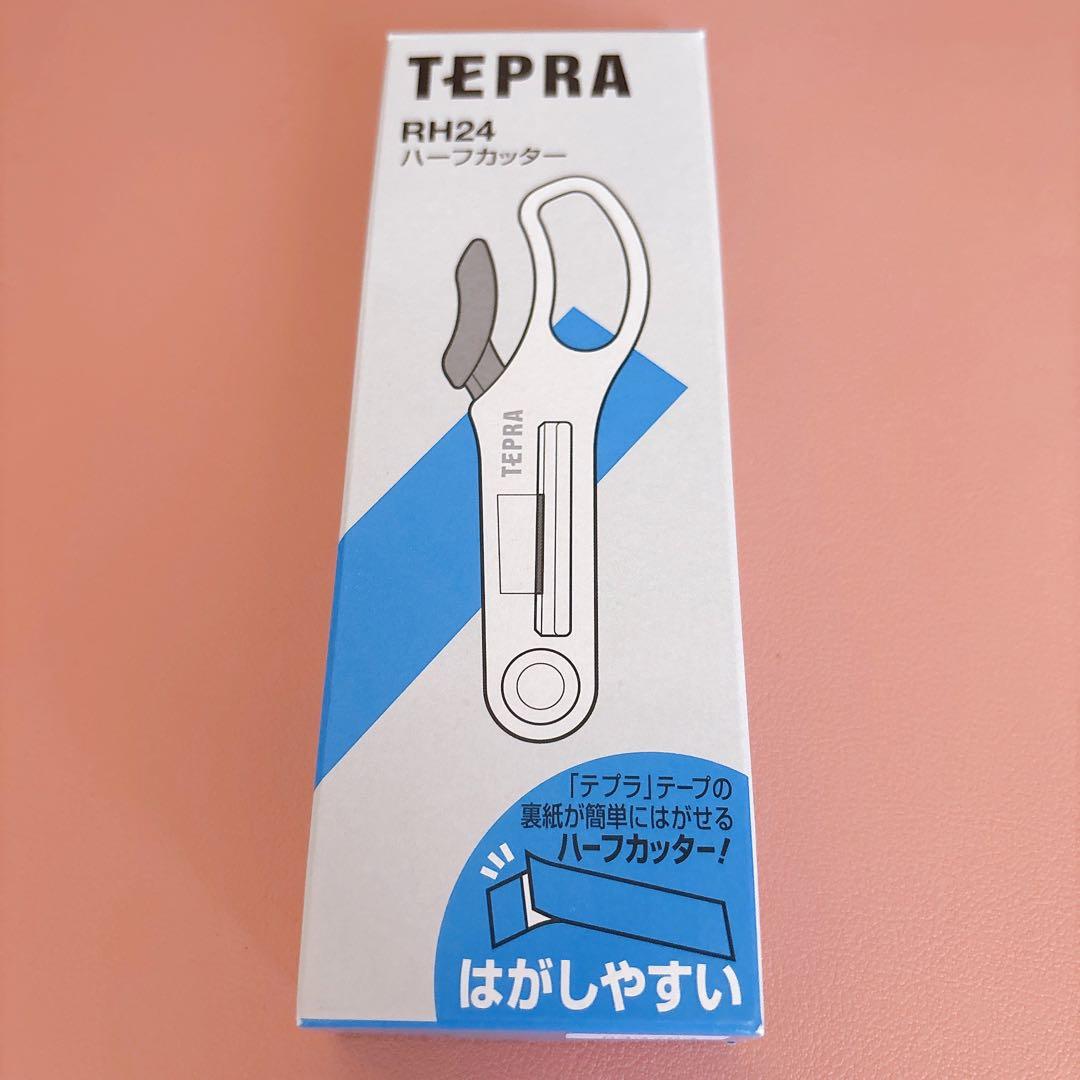 TEPRA
RH24
ハーフカッター
TEPRA
「テプラ」テープの
裏紙が簡単にはがせる
ハーフカッター!
はがしやすい